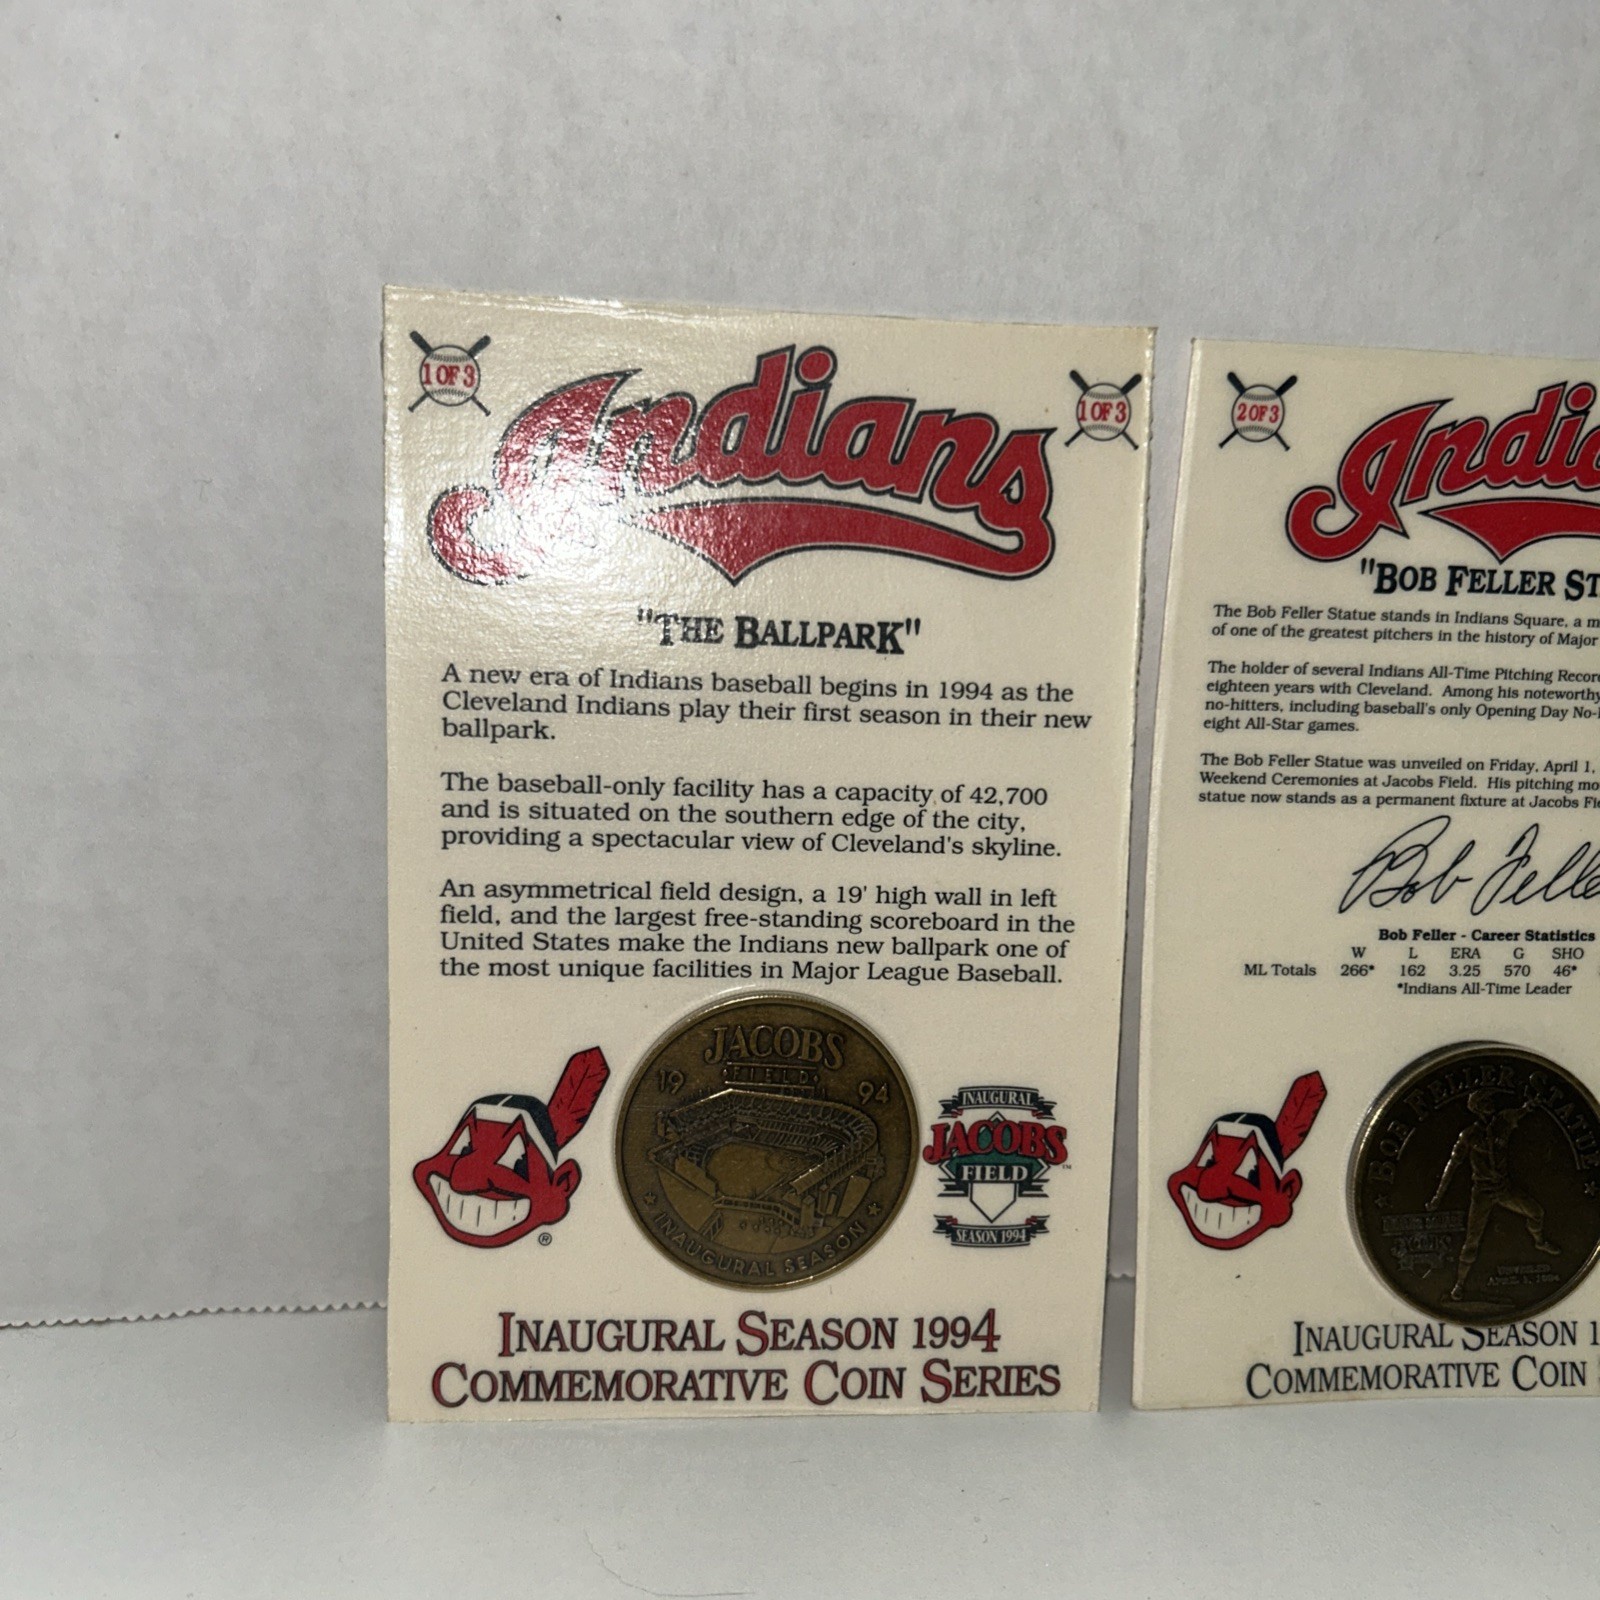 1 OF 3
Indians
1 OF 3
"THE BALLPARK"
A new era of Indians baseball begins in 1994 as the
Cleveland Indians play their first season in their new
ballpark.
The baseball-only facility has a capacity of 42,700
and is situated on the southern edge of the city,
providing a spectacular view of Cleveland's skyline.
An asymmetrical field design, a 19' high wall in left
field, and the largest free-standing scoreboard in the
United States make the Indians new ballpark one of
the most unique facilities in Major League Baseball.
JACOBS
FIELD
19 94
INAUGURAL SEASON
®
INAUGURAL
JACOBS
FIELD
™
SEASON 1994
INAUGURAL SEASON 1994
COMMEMORATIVE COIN SERIES
2 OF 3
India
"BOB FELLER ST
The Bob Feller Statue stands in Indians Square, a m
of one of the greatest pitchers in the history of Major
The holder of several Indians All-Time Pitching Recor
eighteen years with Cleveland. Among his noteworthy
no-hitters, including baseball's only Opening Day No-
eight All-Star games.
The Bob Feller Statue was unveiled on Friday, April 1,
Weekend Ceremonies at Jacobs Field. His pitching mo
statue now stands as a permanent fixture at Jacobs Fi
Bob Felle
Bob Feller - Career Statistics
W L ERA G SHO
ML Totals 266* 162 3.25 570 46*
*Indians All-Time Leader
BOB FELLER STATUE
JACOBS
UNVEILED
APRIL 1, 1994
INAUGURAL SEASON 1
COMMEMORATIVE COIN